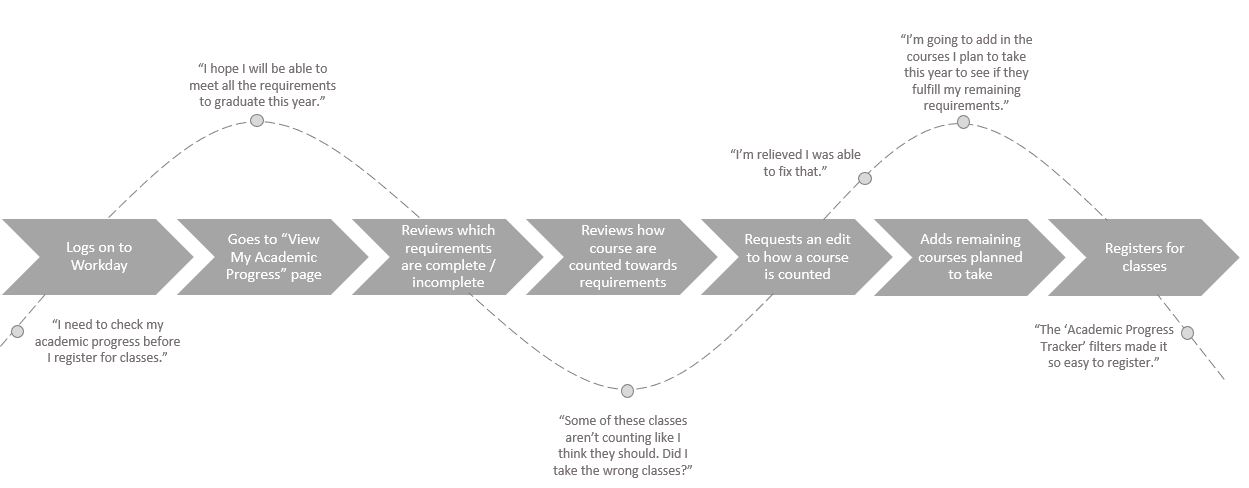 “I’m going to add in the
courses I plan to take
this year to see if they
fulfill my remaining
requirements.”
“I hope I will be able to
meet all the requirements
to graduate this year.”
“I’m relieved I was able
to fix that.”
Logs on to
Workday
Goes to “View
My Academic
Progress” page
Reviews which
requirements
are complete /
incomplete
Reviews how
course are
counted towards
requirements
Requests an edit
to how a course
is counted
Adds remaining
courses planned
to take
Registers for
classes
“I need to check my
academic progress before
I register for classes.”
“The ‘Academic Progress
Tracker’ filters made it
so easy to register.”
“Some of these classes
aren’t counting like I
think they should. Did I
take the wrong classes?”